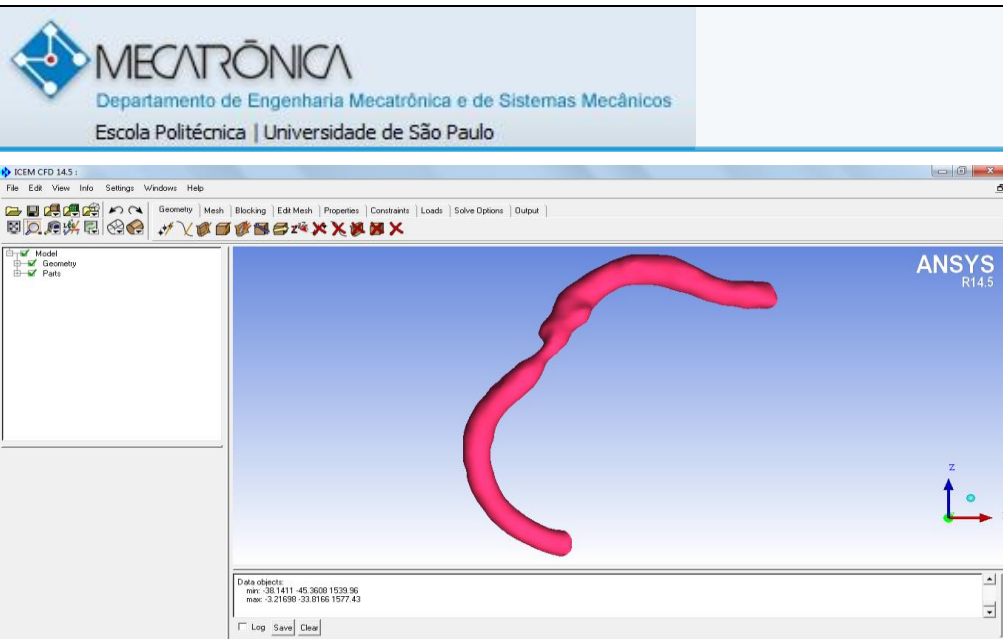 MECATRÔNICA
Departamento de Engenharia Mecatrônica e de Sistemas Mecânicos
Escola Politécnica | Universidade de São Paulo
ICEM CFD 14.5 :
File Edit View Info Settings Windows Help
Geometry Mesh Blocking Edit Mesh Properties Constraints Loads Solve Options Output
Model
Geometry
Parts
ANSYS
R14.5
Z
Data objects:
min: -38.1411 -45.3608 1539.96
max: -3.21698 -33.8166 1577.43
Log Save Clear